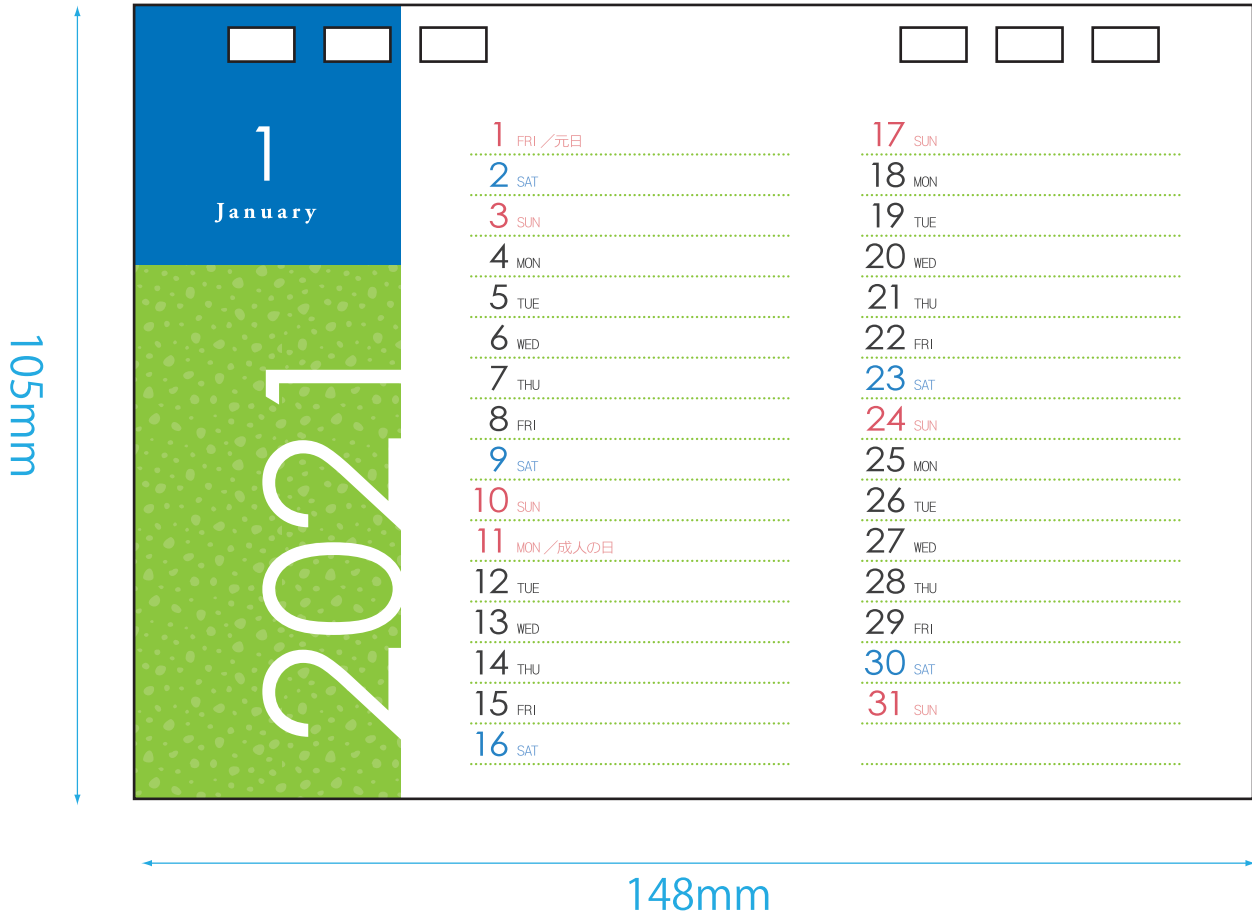 1
January
2021
1 FRI ／元日
2 SAT
3 SUN
4 MON
5 TUE
6 WED
7 THU
8 FRI
9 SAT
10 SUN
11 MON ／成人の日
12 TUE
13 WED
14 THU
15 FRI
16 SAT
17 SUN
18 MON
19 TUE
20 WED
21 THU
22 FRI
23 SAT
24 SUN
25 MON
26 TUE
27 WED
28 THU
29 FRI
30 SAT
31 SUN
105mm
148mm